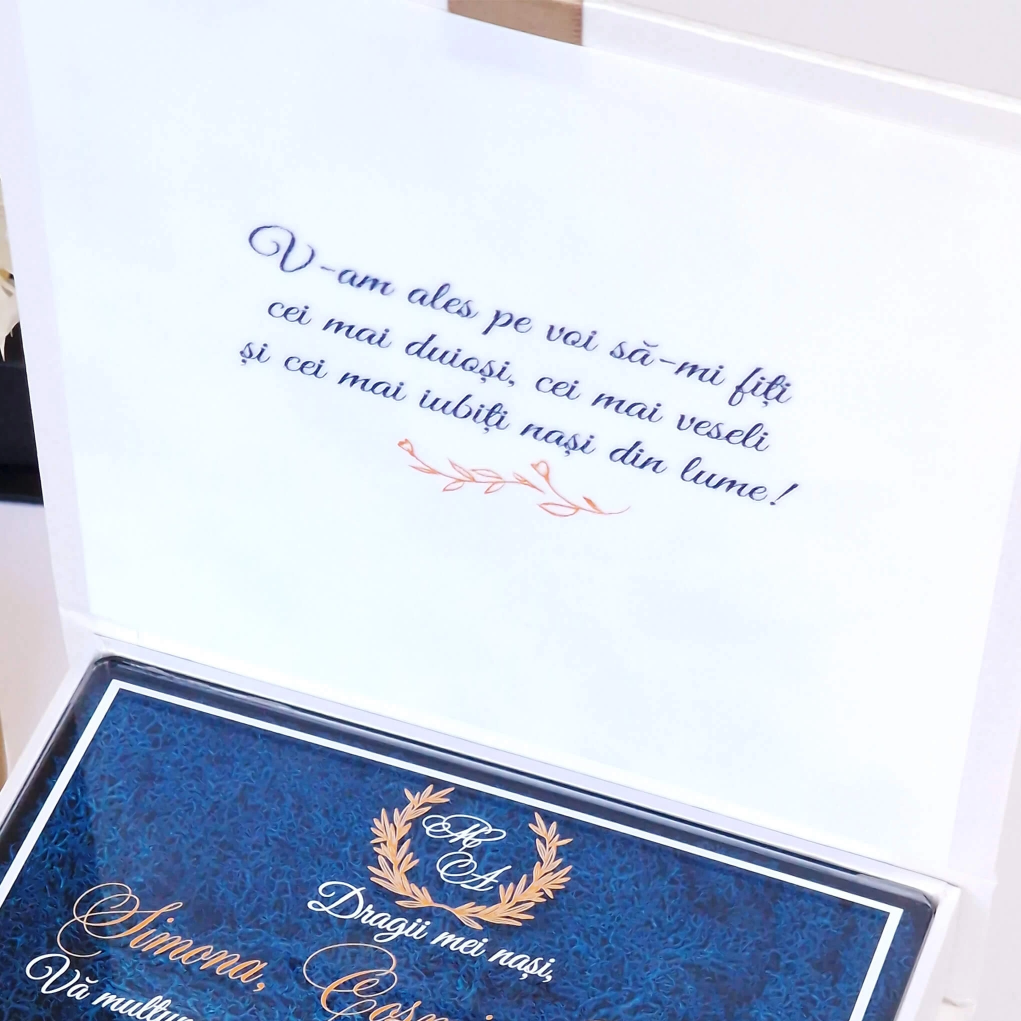 V-am ales pe voi să-mi fiți
cei mai duioși, cei mai veseli
și cei mai iubiți nași din lume!
Dragii mei nași,
Simona,
Vă